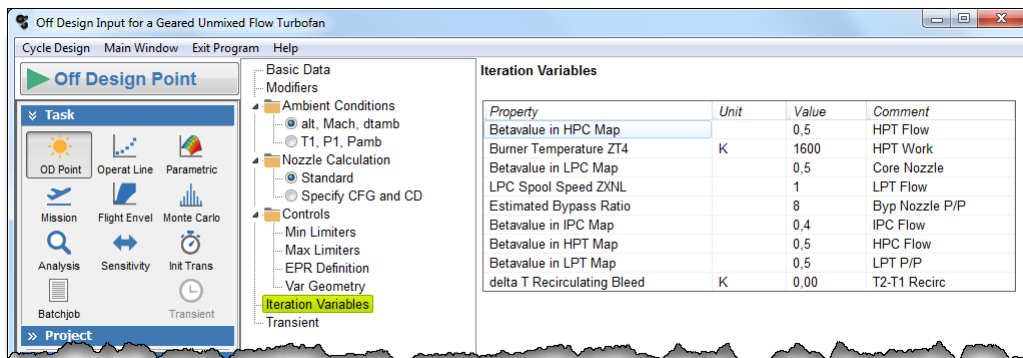 Off Design Input for a Geared Unmixed Flow Turbofan
Cycle Design Main Window Exit Program Help
Off Design Point
Task
OD Point Operat Line Parametric
Mission Flight Envel Monte Carlo
Analysis Sensitivity Init Trans
Batchjob Transient
Project
Basic Data
Modifiers
Ambient Conditions
alt, Mach, dtamb
T1, P1, Pamb
Nozzle Calculation
Standard
Specify CFG and CD
Controls
Min Limiters
Max Limiters
EPR Definition
Var Geometry
Iteration Variables
Transient
Iteration Variables
Property Unit Value Comment
Betavalue in HPC Map 0,5 HPT Flow
Burner Temperature ZT4 K 1600 HPT Work
Betavalue in LPC Map 0,5 Core Nozzle
LPC Spool Speed ZXNL 1 LPT Flow
Estimated Bypass Ratio 8 Byp Nozzle P/P
Betavalue in IPC Map 0,4 IPC Flow
Betavalue in HPT Map 0,5 HPC Flow
Betavalue in LPT Map 0,5 LPT P/P
delta T Recirculating Bleed K 0,00 T2-T1 Recirc